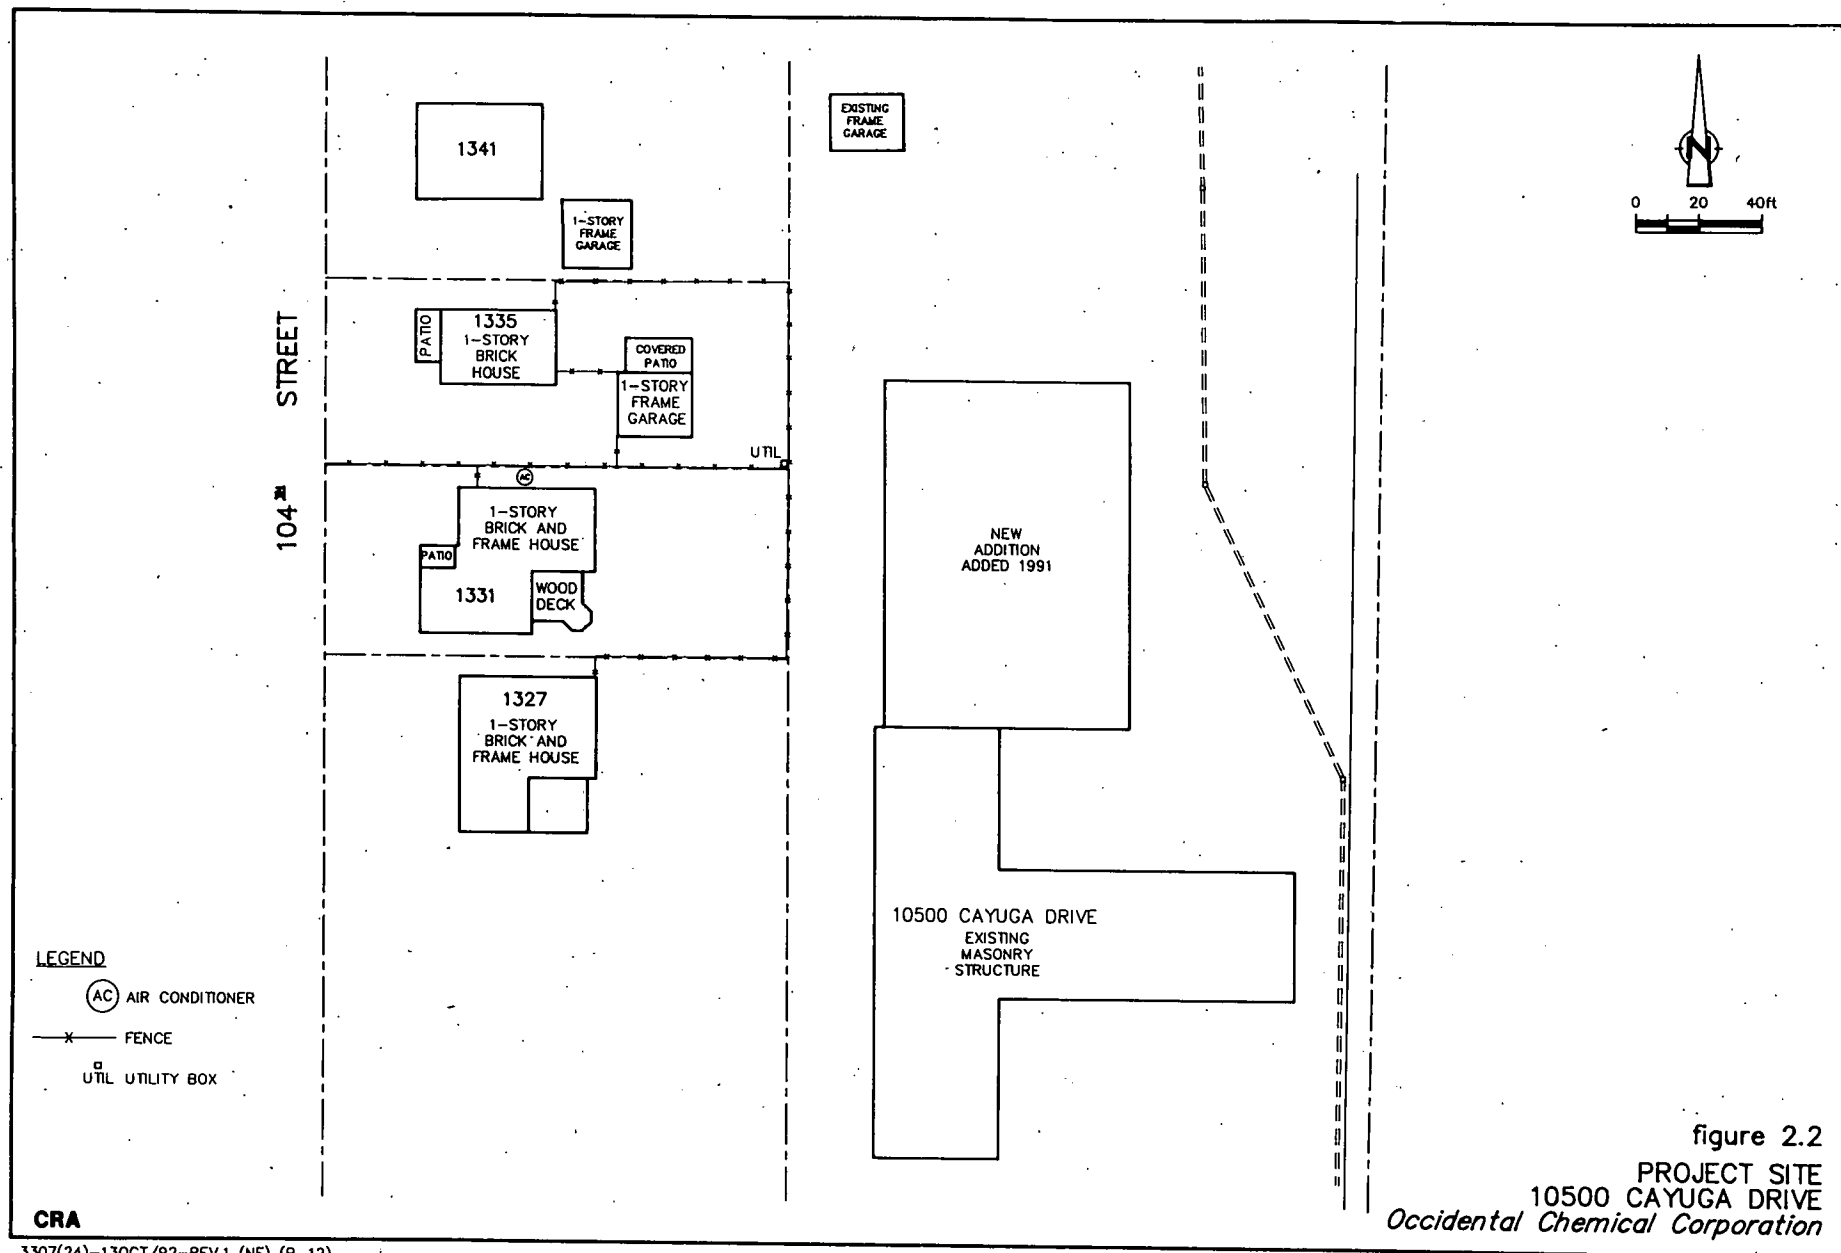 1341
EXISTING
FRAME
GARAGE
N
0 20 40ft
1-STORY
FRAME
GARAGE
PATIO
1335
1-STORY
BRICK
HOUSE
COVERED
PATIO
1-STORY
FRAME
GARAGE
STREET
UTIL
AC
104TH
1-STORY
BRICK AND
FRAME HOUSE
PATIO
1331
WOOD
DECK
NEW
ADDITION
ADDED 1991
1327
1-STORY
BRICK AND
FRAME HOUSE
10500 CAYUGA DRIVE
EXISTING
MASONRY
STRUCTURE
LEGEND
AC AIR CONDITIONER
x FENCE
UTIL UTILITY BOX
figure 2.2
PROJECT SITE
10500 CAYUGA DRIVE
Occidental Chemical Corporation
CRA